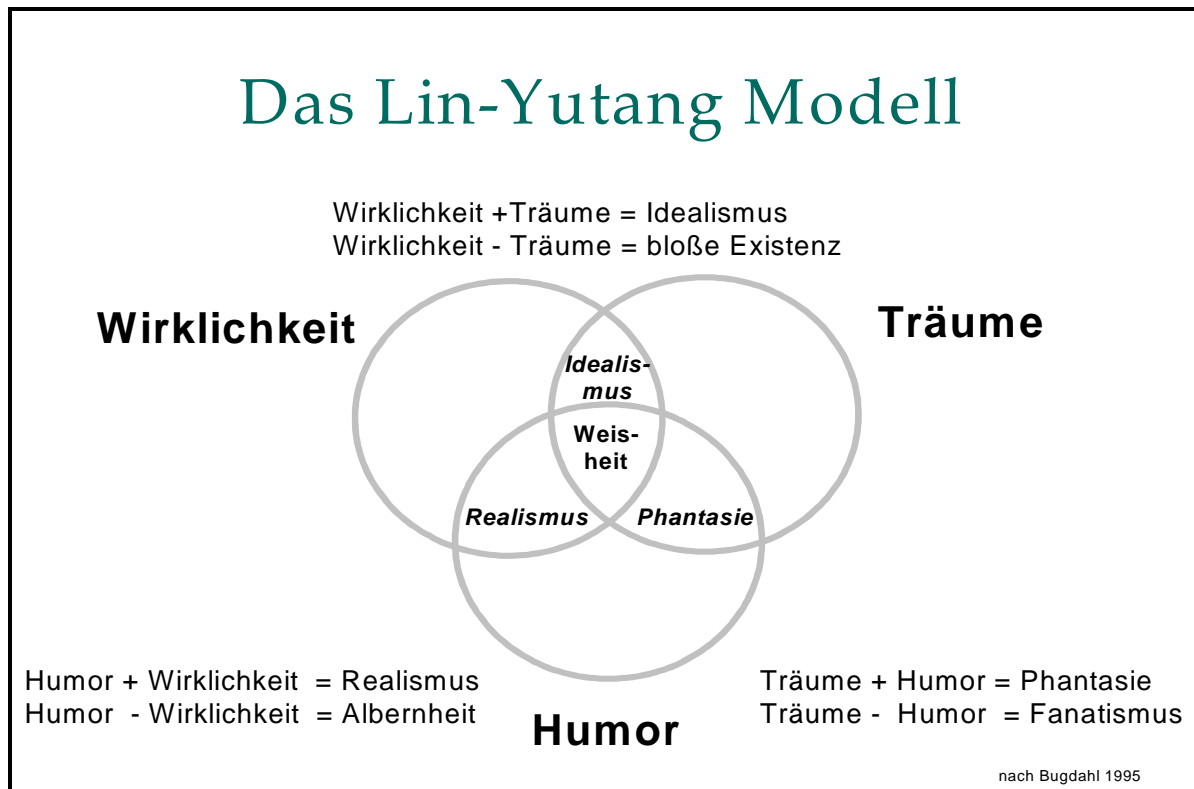 Das Lin-Yutang Modell
Wirklichkeit +Träume = Idealismus
Wirklichkeit - Träume = bloße Existenz
Wirklichkeit
Träume
Idealis-
mus
Weis-
heit
Realismus
Phantasie
Humor + Wirklichkeit = Realismus
Humor - Wirklichkeit = Albernheit
Humor
Träume + Humor = Phantasie
Träume - Humor = Fanatismus
nach Bugdahl 1995